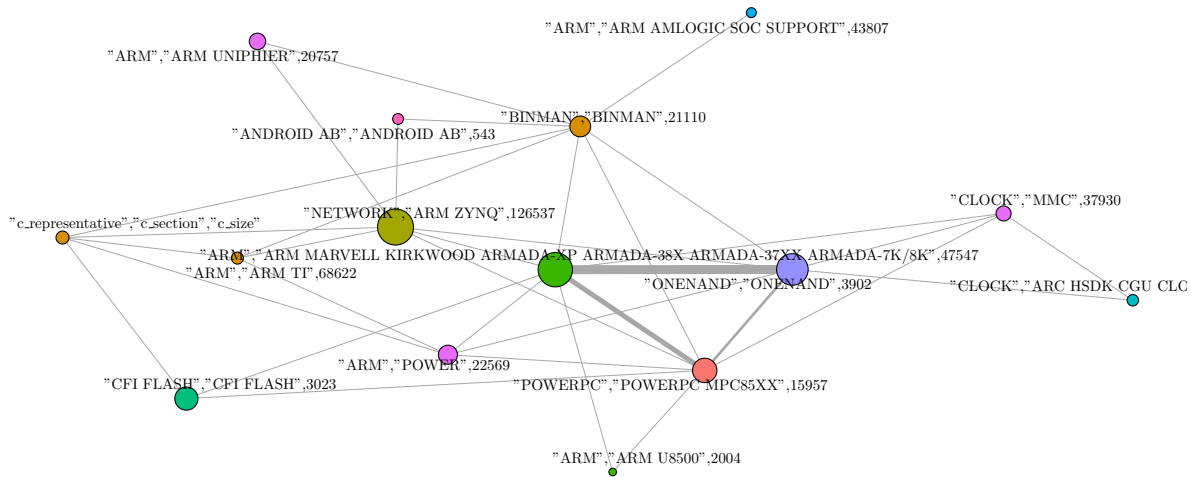 "ARM","ARM AMLOGIC SOC SUPPORT",43807
"ARM","ARM UNIPHIER",20757
"BINMAN","BINMAN",21110
"ANDROID AB","ANDROID AB",543
"CLOCK","MMC",37930
"NETWORK","ARM ZYNQ",126537
"c_representative","c_section","c_size"
"ARM","ARM MARVELL KIRKWOOD ARMADA-XP ARMADA-38X ARMADA-37XX ARMADA-7K/8K",47547
"ARM","ARM TI",68622
"ONENAND","ONENAND",3902
"CLOCK","ARC HSDK CGU CLO
"ARM","POWER",22569
"CFI FLASH","CFI FLASH",3023
"POWERPC","POWERPC MPC85XX",15957
"ARM","ARM U8500",2004